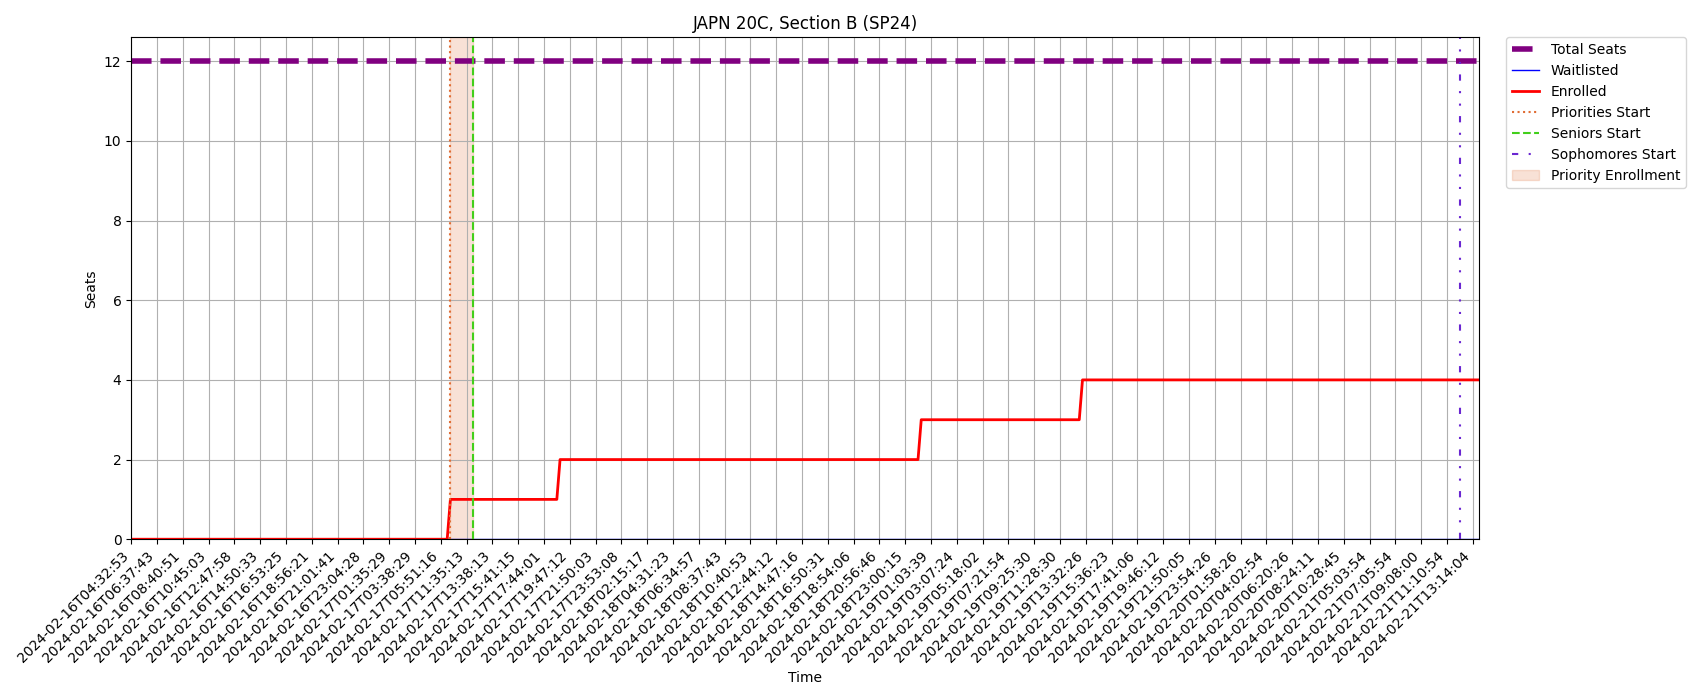 JAPN 20C, Section B (SP24)
Total Seats
Waitlisted
Enrolled
Priorities Start
Seniors Start
Sophomores Start
Priority Enrollment
Seats
12
10
8
6
4
2
0
2024-02-16T04:32:53
2024-02-16T06:37:43
2024-02-16T08:40:51
2024-02-16T10:45:03
2024-02-16T12:47:58
2024-02-16T14:50:33
2024-02-16T16:53:25
2024-02-16T18:56:21
2024-02-16T21:01:41
2024-02-16T23:04:28
2024-02-17T01:35:29
2024-02-17T03:38:29
2024-02-17T05:51:16
2024-02-17T11:35:13
2024-02-17T13:38:13
2024-02-17T15:41:15
2024-02-17T17:44:01
2024-02-17T19:47:12
2024-02-17T21:50:03
2024-02-17T23:53:08
2024-02-18T02:15:17
2024-02-18T04:31:23
2024-02-18T06:34:57
2024-02-18T08:37:43
2024-02-18T10:40:53
2024-02-18T12:44:12
2024-02-18T14:47:16
2024-02-18T16:50:31
2024-02-18T18:54:06
2024-02-18T20:56:46
2024-02-18T23:00:15
2024-02-19T01:03:39
2024-02-19T03:07:24
2024-02-19T05:18:02
2024-02-19T07:21:54
2024-02-19T09:25:30
2024-02-19T11:28:30
2024-02-19T13:32:26
2024-02-19T15:36:23
2024-02-19T17:41:06
2024-02-19T19:46:12
2024-02-19T21:50:05
2024-02-19T23:54:26
2024-02-20T01:58:26
2024-02-20T04:02:54
2024-02-20T06:20:26
2024-02-20T08:24:11
2024-02-20T10:28:45
2024-02-21T05:03:54
2024-02-21T07:05:54
2024-02-21T09:08:00
2024-02-21T11:10:54
2024-02-21T13:14:04
Time